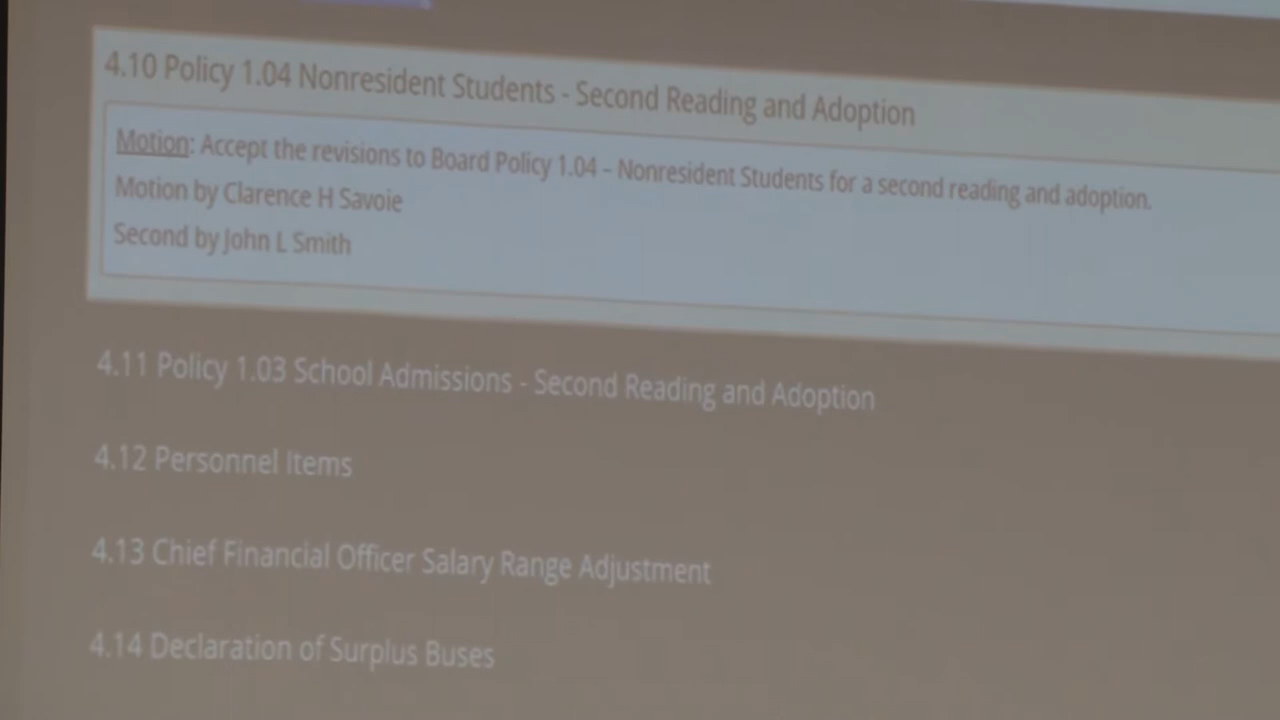 4.10 Policy 1.04 Nonresident Students - Second Reading and Adoption
Motion: Accept the revisions to Board Policy 1.04 – Nonresident Students for a second reading and adoption.
Motion by Clarence H Savoie
Second by John L Smith
4.11 Policy 1.03 School Admissions - Second Reading and Adoption
4.12 Personnel Items
4.13 Chief Financial Officer Salary Range Adjustment
4.14 Declaration of Surplus Buses